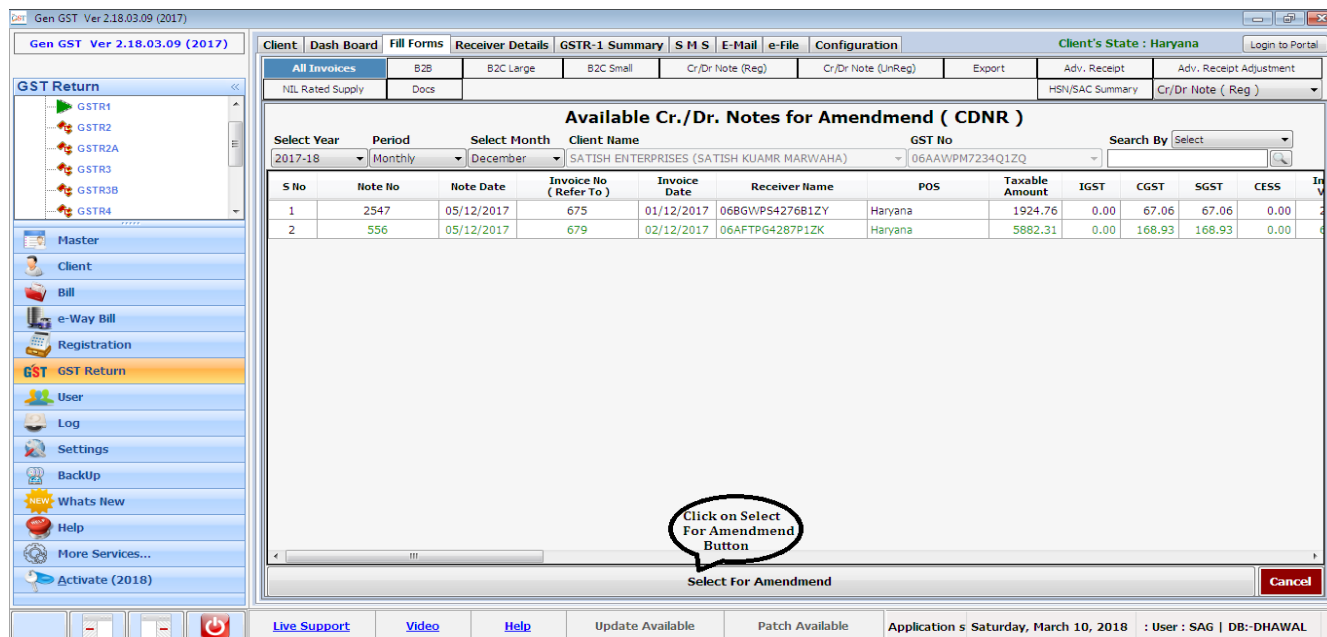 GST Gen GST Ver 2.18.03.09 (2017)
Gen GST Ver 2.18.03.09 (2017)
Client Dash Board Fill Forms Receiver Details GSTR-1 Summary S M S E-Mail e-File Configuration Client's State : Haryana Login to Portal
All Invoices B2B B2C Large B2C Small Cr/Dr Note (Reg) Cr/Dr Note (UnReg) Export Adv. Receipt Adv. Receipt Adjustment
NIL Rated Supply Docs HSN/SAC Summary Cr/Dr Note ( Reg )
GST Return «
GSTR1
GSTR2
GSTR2A
GSTR3
GSTR3B
GSTR4
Master
Client
Bill
e-Way Bill
Registration
GST GST Return
User
Log
Settings
BackUp
NEW Whats New
Help
More Services...
Activate (2018)
Available Cr./Dr. Notes for Amendmend ( CDNR )
Select Year Period Select Month Client Name GST No Search By Select
2017-18 Monthly December SATISH ENTERPRISES (SATISH KUAMR MARWAHA) 06AAWPM7234Q1ZQ
S No Note No Note Date Invoice No ( Refer To ) Invoice Date Receiver Name POS Taxable Amount IGST CGST SGST CESS In
1 2547 05/12/2017 675 01/12/2017 06BGWPS4276B1ZY Haryana 1924.76 0.00 67.06 67.06 0.00 2
2 556 05/12/2017 679 02/12/2017 06AFTPG4287P1ZK Haryana 5882.31 0.00 168.93 168.93 0.00 6
Click on Select
For Amendmend
Button
Select For Amendmend Cancel
Live Support Video Help Update Available Patch Available Application s Saturday, March 10, 2018 : User : SAG | DB:-DHAWAL